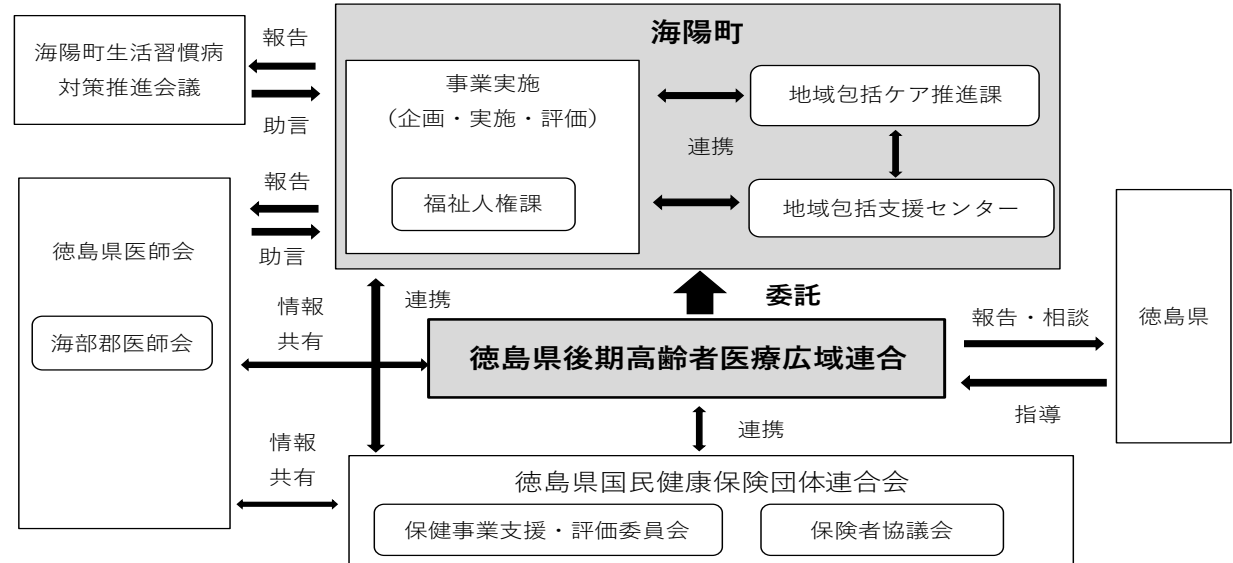 海陽町
海陽町生活習慣病
対策推進会議
報告
助言
事業実施
（企画・実施・評価）
福祉人権課
地域包括ケア推進課
連携
地域包括支援センター
徳島県医師会
海部郡医師会
報告
助言
情報
共有
連携
委託
徳島県後期高齢者医療広域連合
報告・相談
指導
徳島県
連携
情報
共有
徳島県国民健康保険団体連合会
保健事業支援・評価委員会
保険者協議会